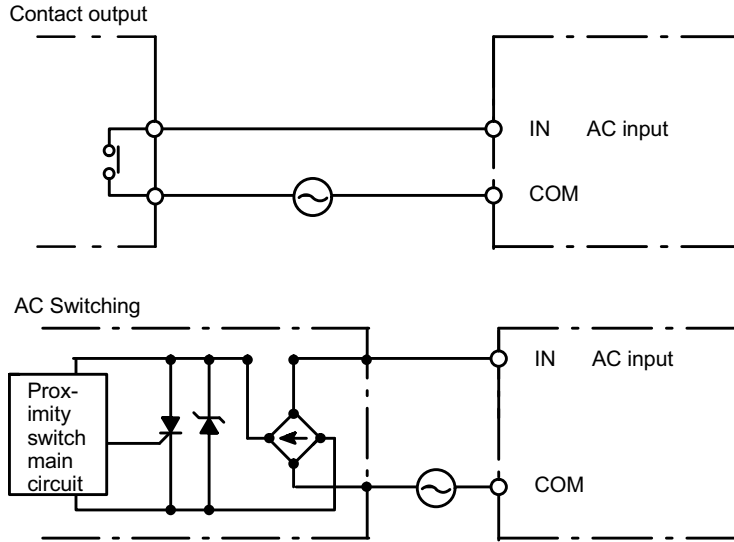 Contact output
IN AC input
COM
AC Switching
IN AC input
Prox-
imity
switch
main
circuit
COM